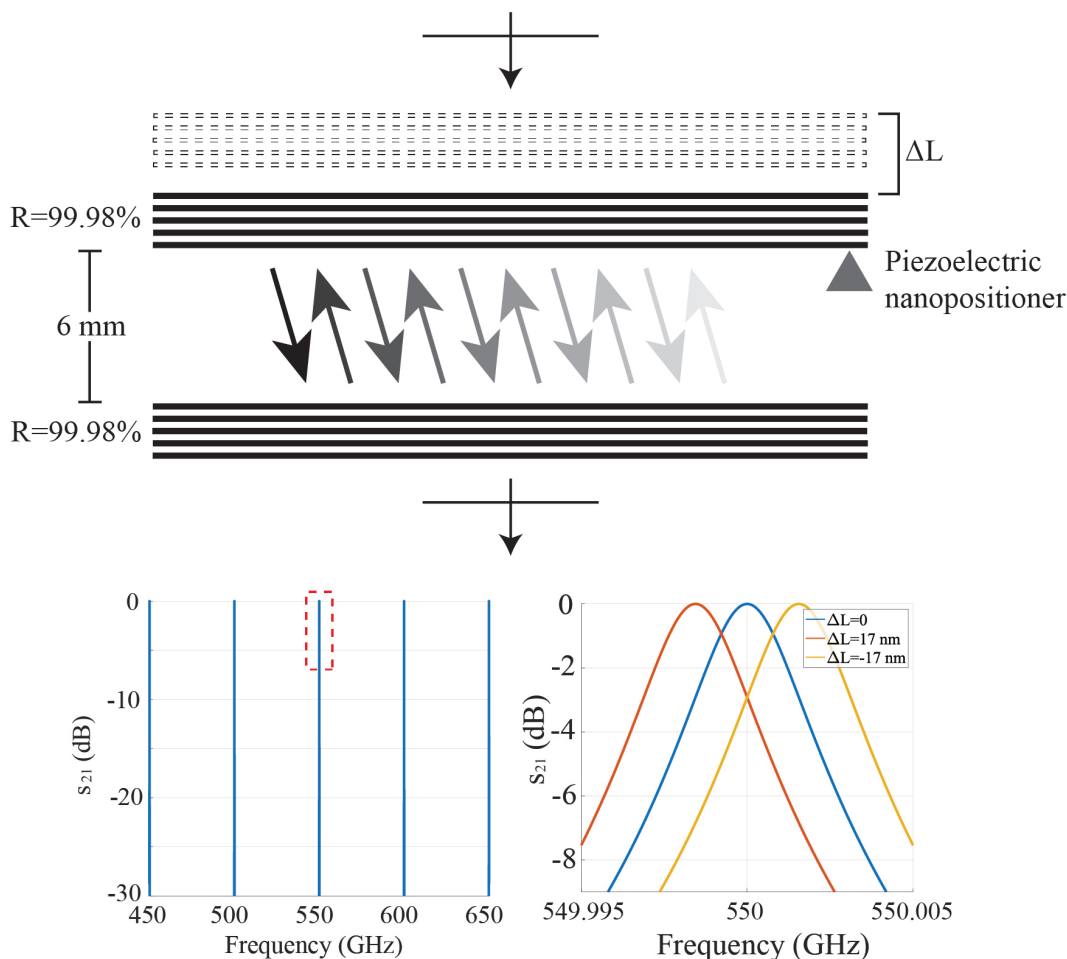 ΔL
R=99.98%
Piezoelectric
nanopositioner
6 mm
R=99.98%
0
-10
-20
-30
s21 (dB)
450
500
550
600
650
Frequency (GHz)
0
-2
-4
-6
-8
s21 (dB)
ΔL=0
ΔL=17 nm
ΔL=-17 nm
549.995
550
550.005
Frequency (GHz)